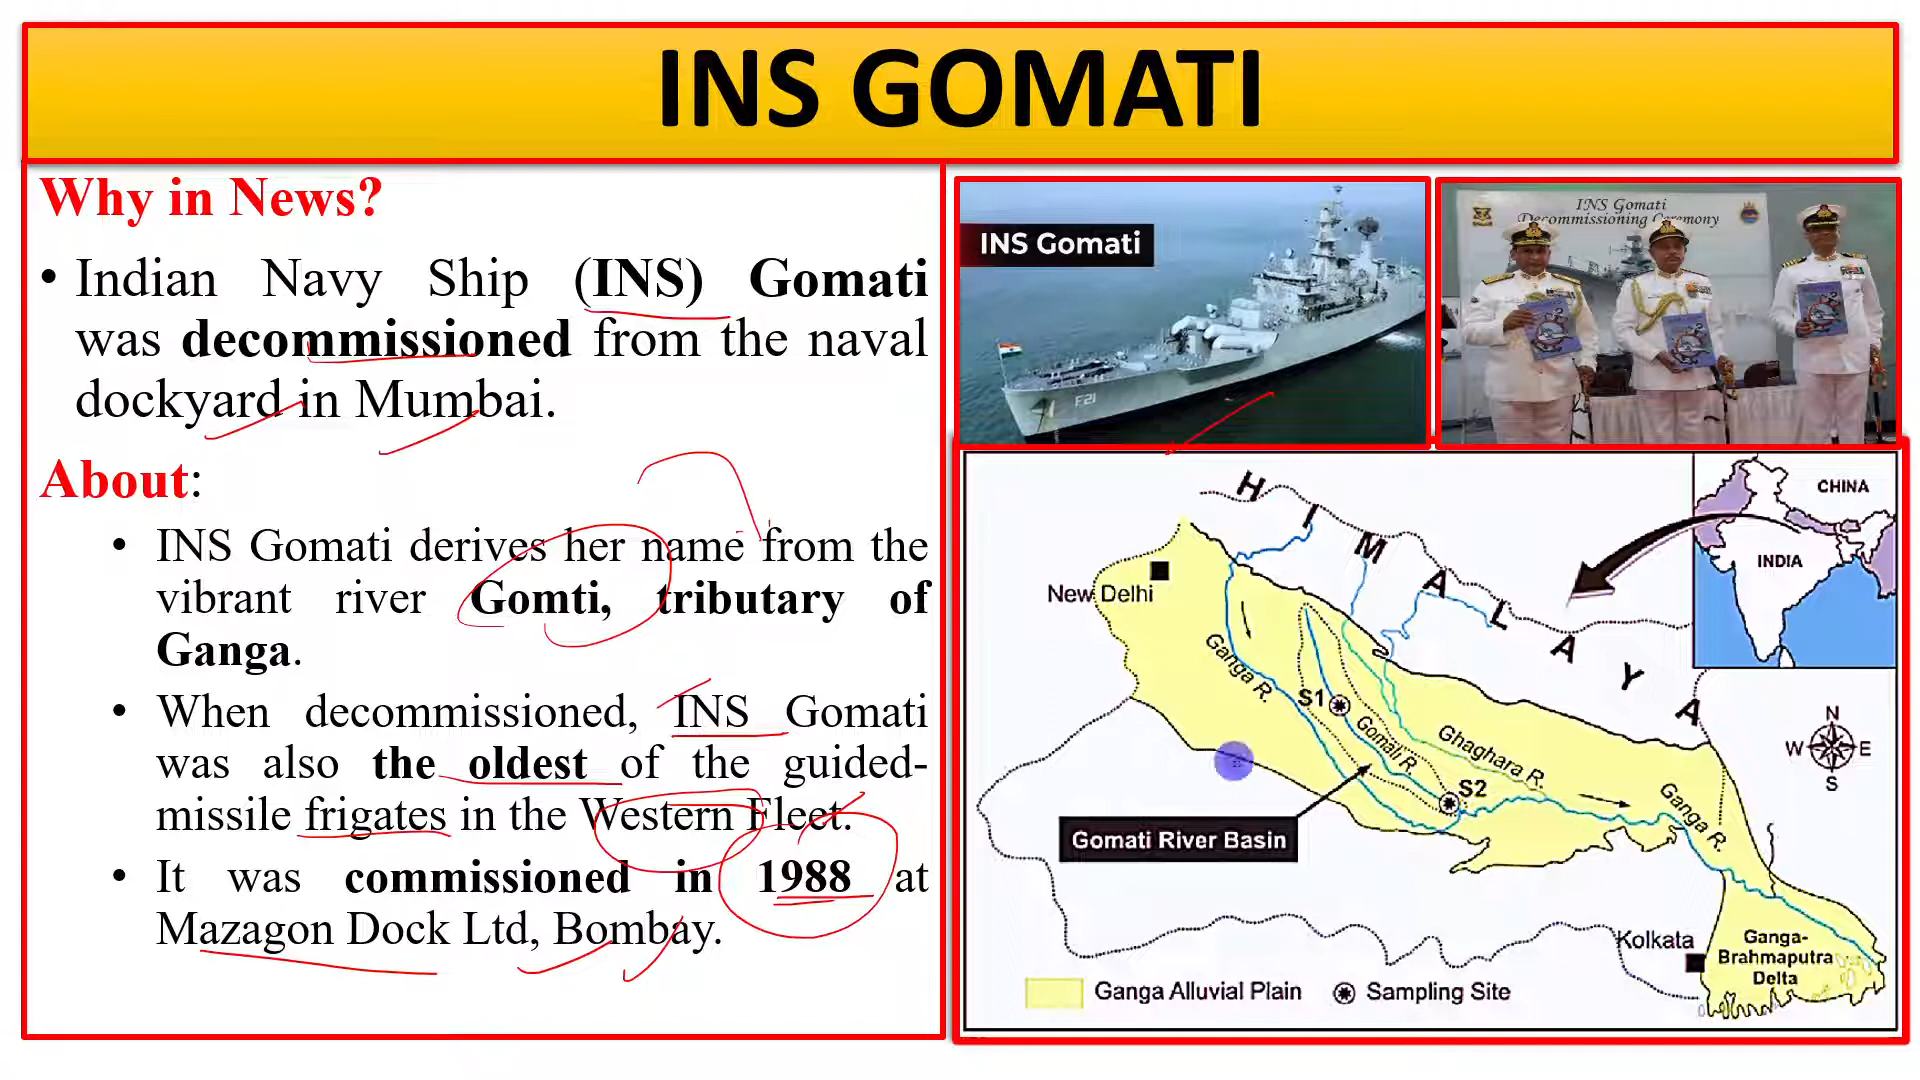 INS GOMATI
Why in News?
• Indian Navy Ship (INS) Gomati
was decommissioned from the naval
dockyard in Mumbai.
About:
• INS Gomati derives her name from the
vibrant river Gomti, tributary of
Ganga.
• When decommissioned, INS Gomati
was also the oldest of the guided-
missile frigates in the Western Fleet.
• It was commissioned in 1988 at
Mazagon Dock Ltd, Bombay.
INS Gomati
F21
INS Gomati
Decommissioning Ceremony
HIMALAYA
CHINA
INDIA
New Delhi
Ganga R.
S1
Gomati R.
Ghaghara R.
S2
Ganga R.
N
W E
S
Gomati River Basin
Kolkata
Ganga-
Brahmaputra
Delta
Ganga Alluvial Plain
Sampling Site